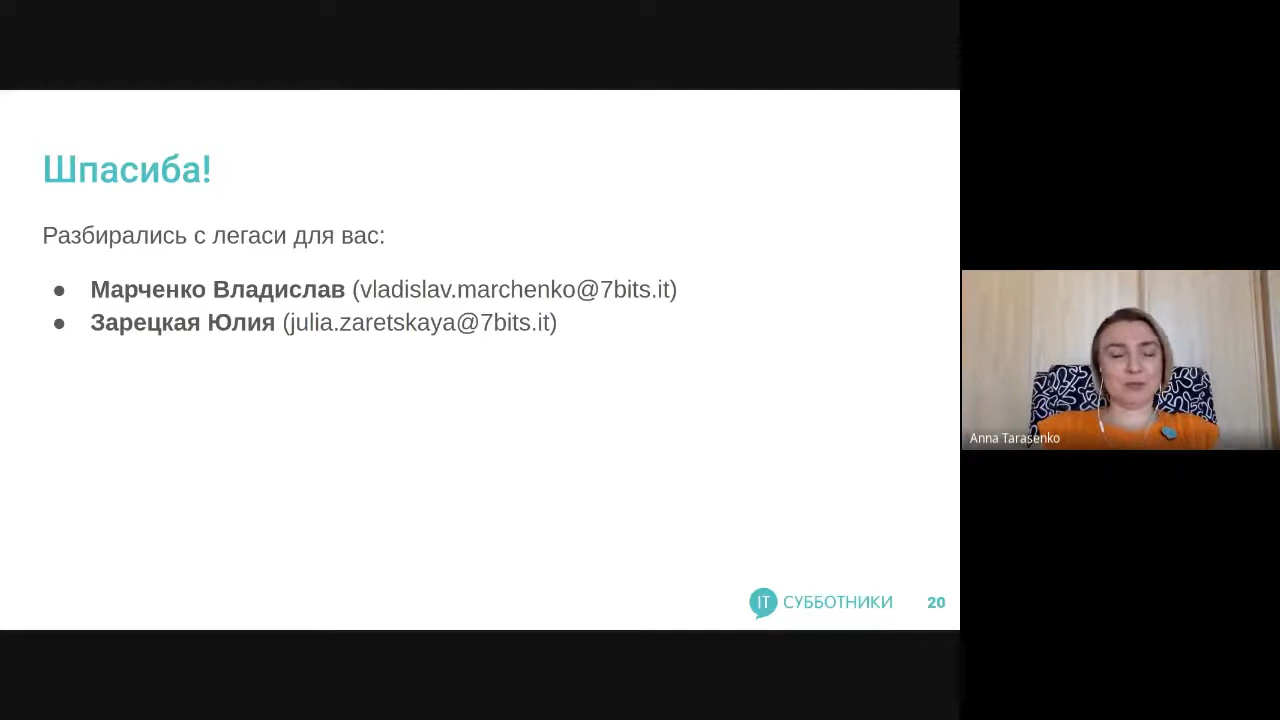 Шпасиба!
Разбирались с легаси для вас:
● Марченко Владислав (vladislav.marchenko@7bits.it)
● Зарецкая Юлия (julia.zaretskaya@7bits.it)
Anna Tarasenko
IT СУББОТНИКИ 20